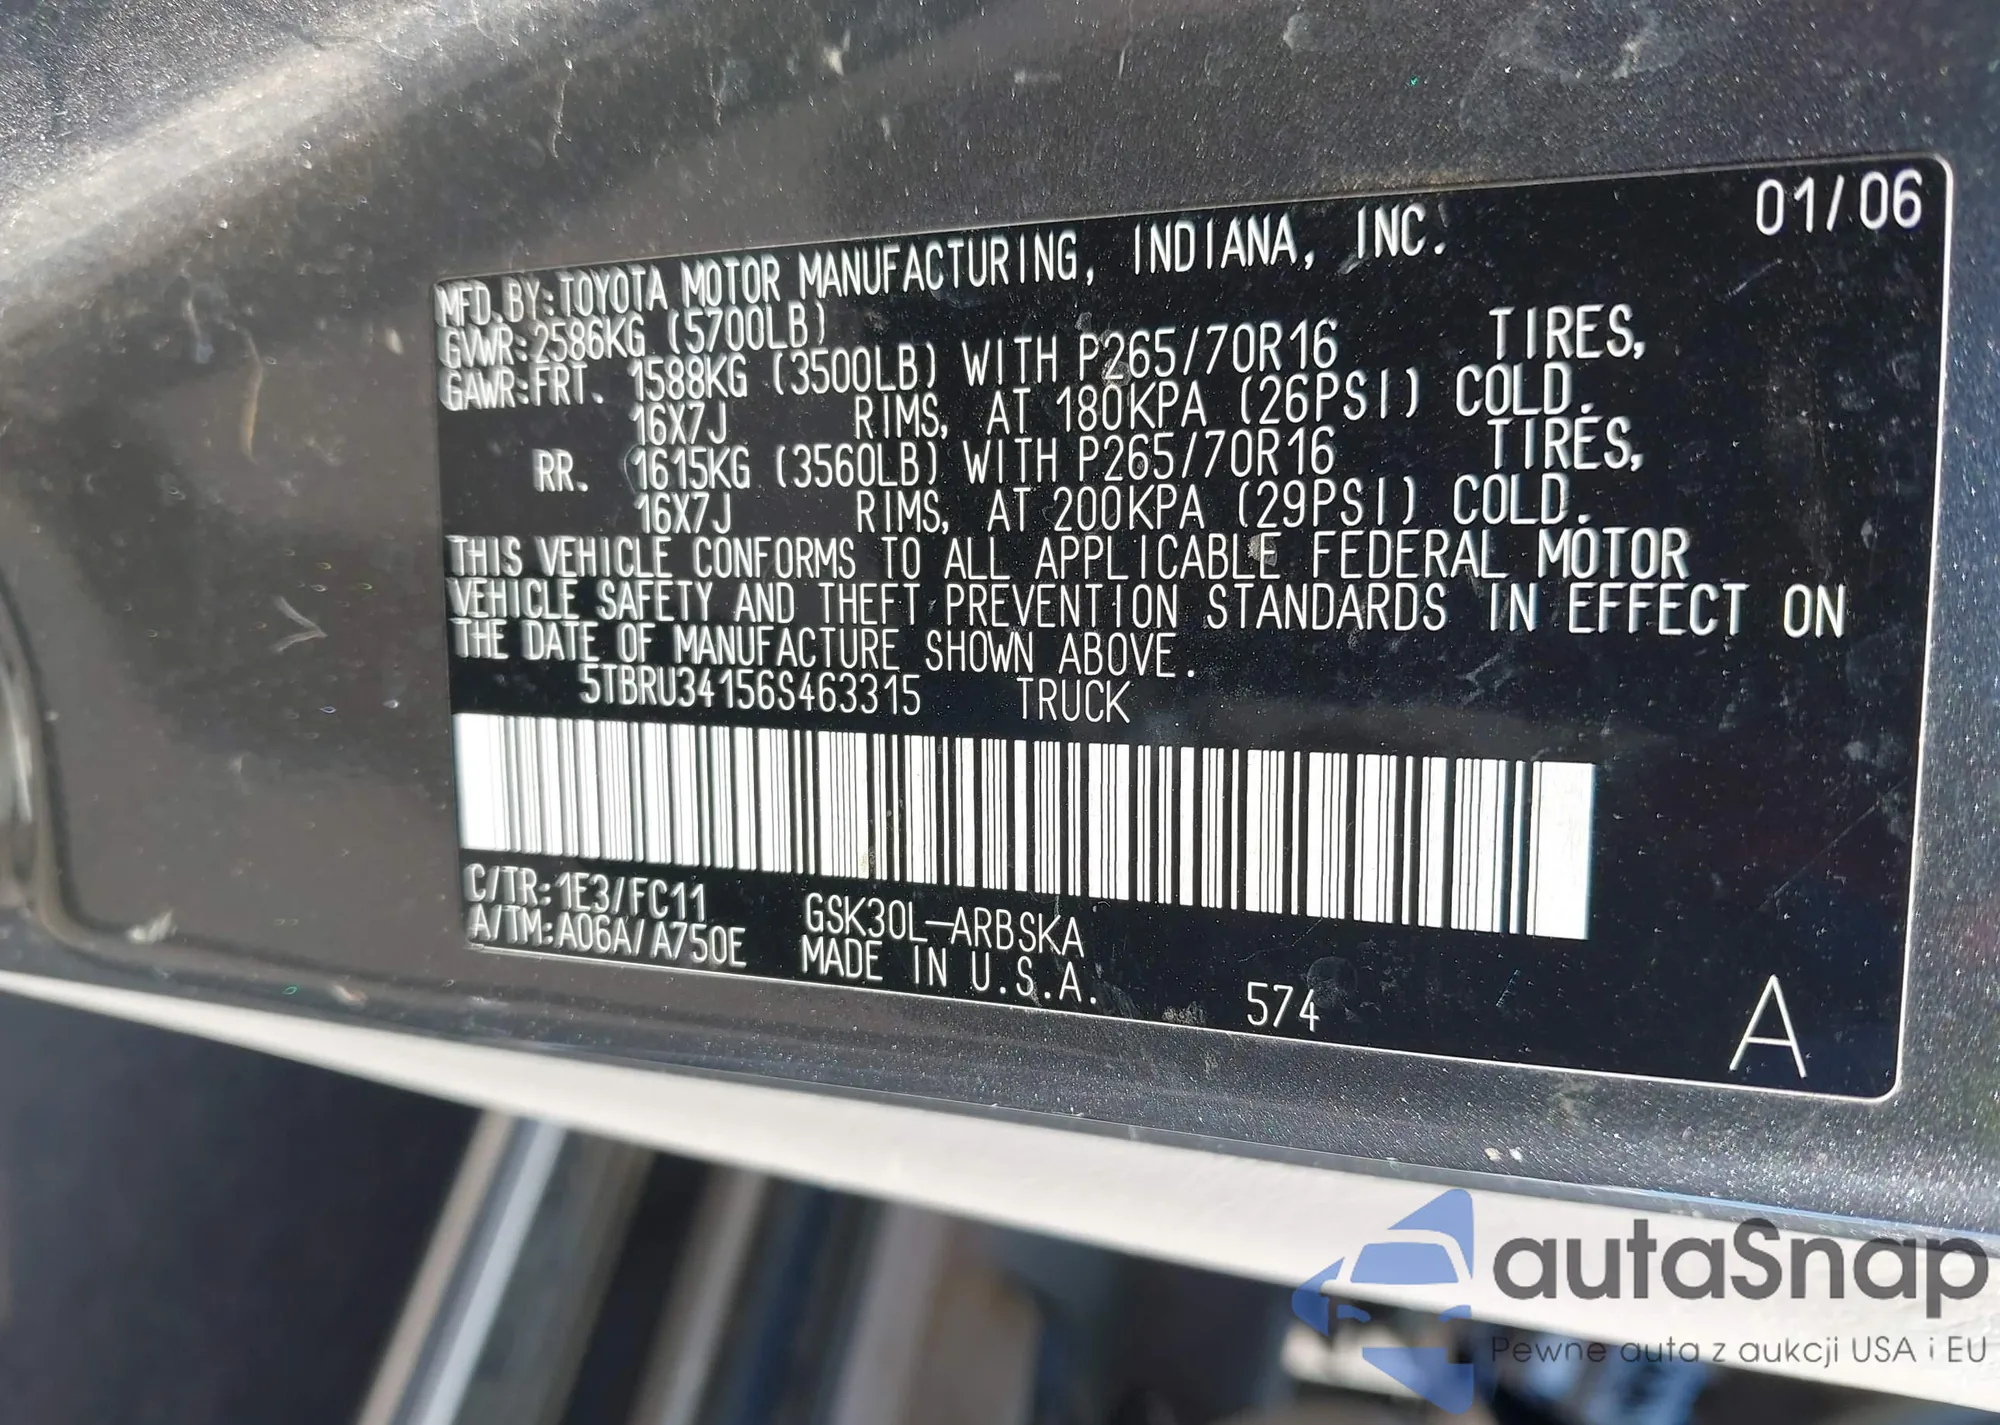 01/06
MFD.BY:TOYOTA MOTOR MANUFACTURING, INDIANA, INC.
GVWR:2586KG (5700LB)
GAWR:FRT. 1588KG (3500LB) WITH P265/70R16 TIRES,
16X7J RIMS, AT 180KPA (26PSI) COLD.
RR. 1615KG (3560LB) WITH P265/70R16 TIRES,
16X7J RIMS, AT 200KPA (29PSI) COLD.
THIS VEHICLE CONFORMS TO ALL APPLICABLE FEDERAL MOTOR
VEHICLE SAFETY AND THEFT PREVENTION STANDARDS IN EFFECT ON
THE DATE OF MANUFACTURE SHOWN ABOVE.
5TBRU34156S463315 TRUCK
C/TR:1E3/FC11 GSK30L-ARBSKA
A/TM:A06A/A750E MADE IN U.S.A.
574
A
autaSnap
Pewne auta z aukcji USA i EU